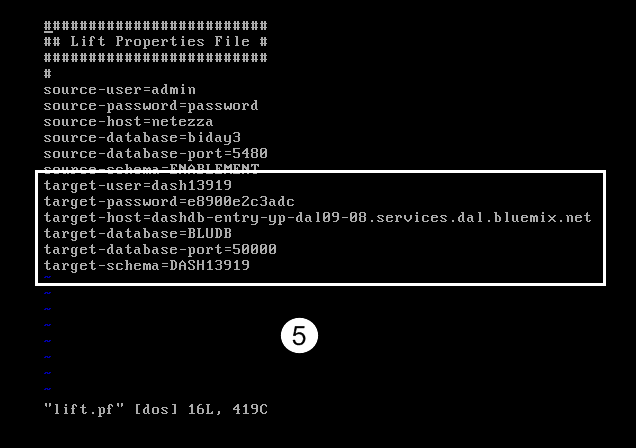 #########################
## Lift Properties File #
#########################
#
source-user=admin
source-password=password
source-host=netezza
source-database=biday3
source-database-port=5480
source-schema=ENABLEMENT
target-user=dash13919
target-password=e8900e2c3adc
target-host=dashdb-entry-yp-dal09-08.services.dal.bluemix.net
target-database=BLUDB
target-database-port=50000
target-schema=DASH13919
~
~
~
~
~
~
~
~
5
"lift.pf" [dos] 16L, 419C